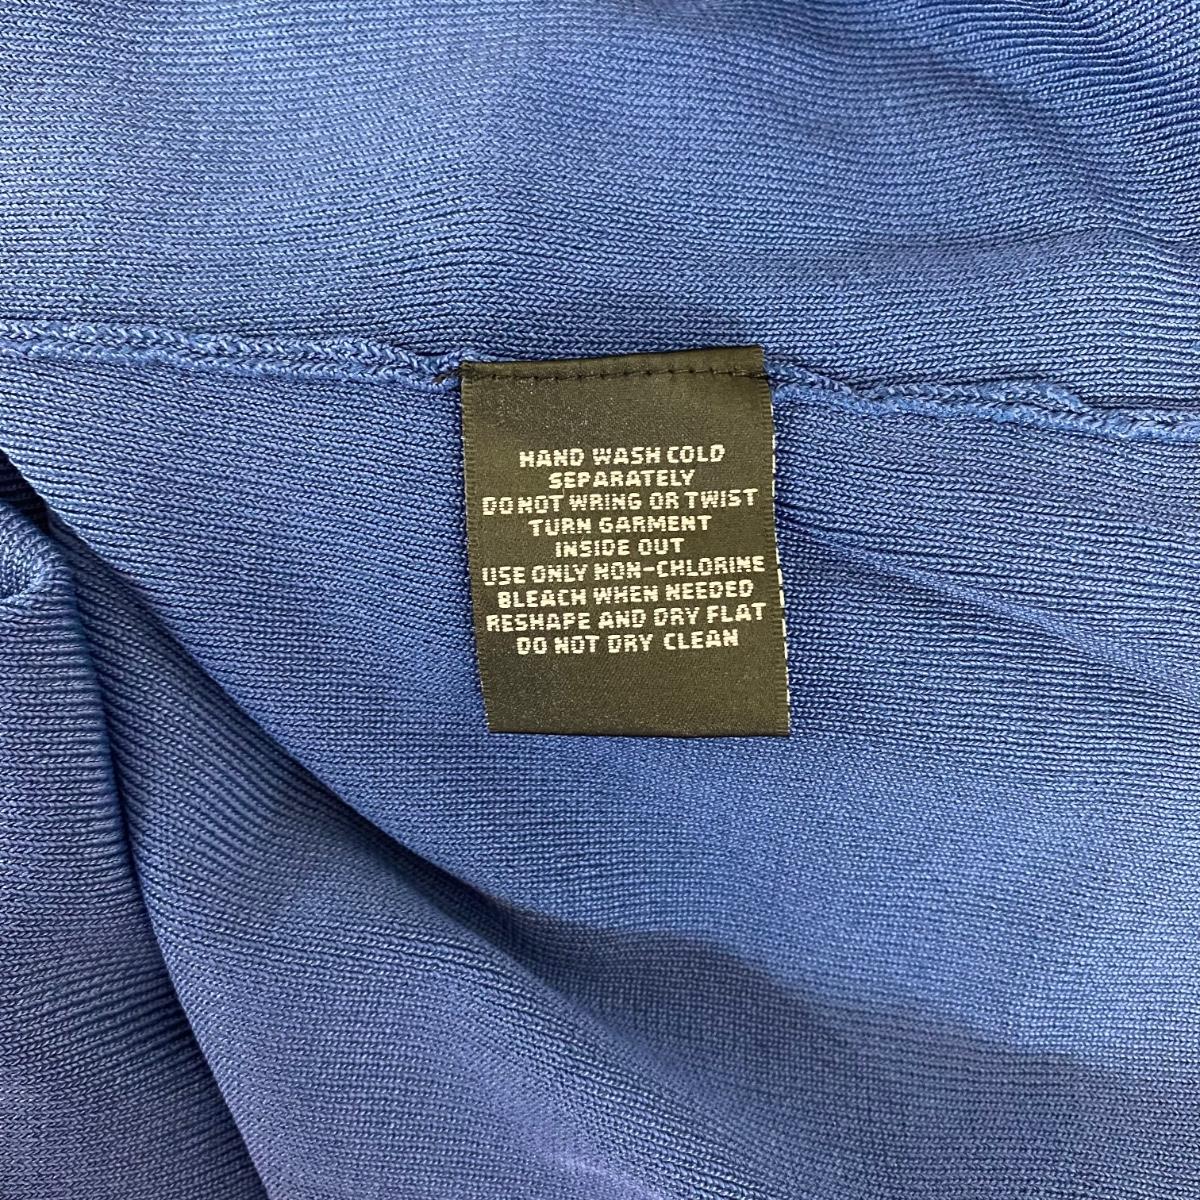 HAND WASH COLD
SEPARATELY
DO NOT WRING OR TWIST
TURN GARMENT
INSIDE OUT
USE ONLY NON-CHLORINE
BLEACH WHEN NEEDED
RESHAPE AND DRY FLAT
DO NOT DRY CLEAN